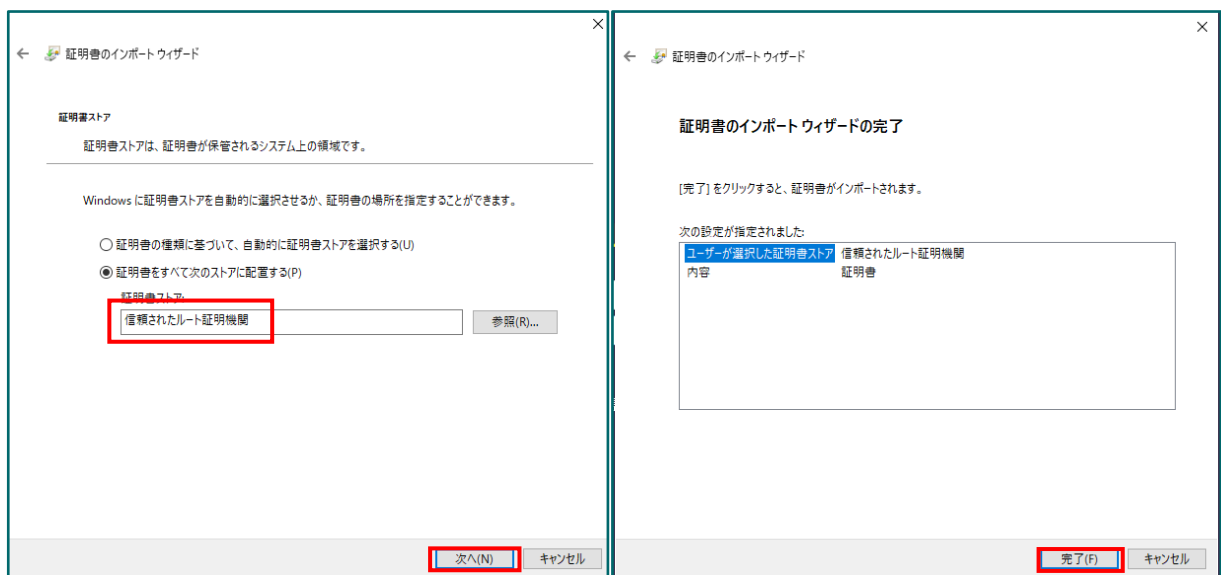 証明書のインポート ウィザード
証明書ストア
証明書ストアは、証明書が保管されるシステム上の領域です。
Windows に証明書ストアを自動的に選択させるか、証明書の場所を指定することができます。
証明書の種類に基づいて、自動的に証明書ストアを選択する(U)
証明書をすべて次のストアに配置する(P)
証明書ストア:
信頼されたルート証明機関
参照(R)...
次へ(N)
キャンセル
証明書のインポート ウィザード
証明書のインポート ウィザードの完了
[完了] をクリックすると、証明書がインポートされます。
次の設定が指定されました:
ユーザーが選択した証明書ストア 信頼されたルート証明機関
内容 証明書
完了(F)
キャンセル